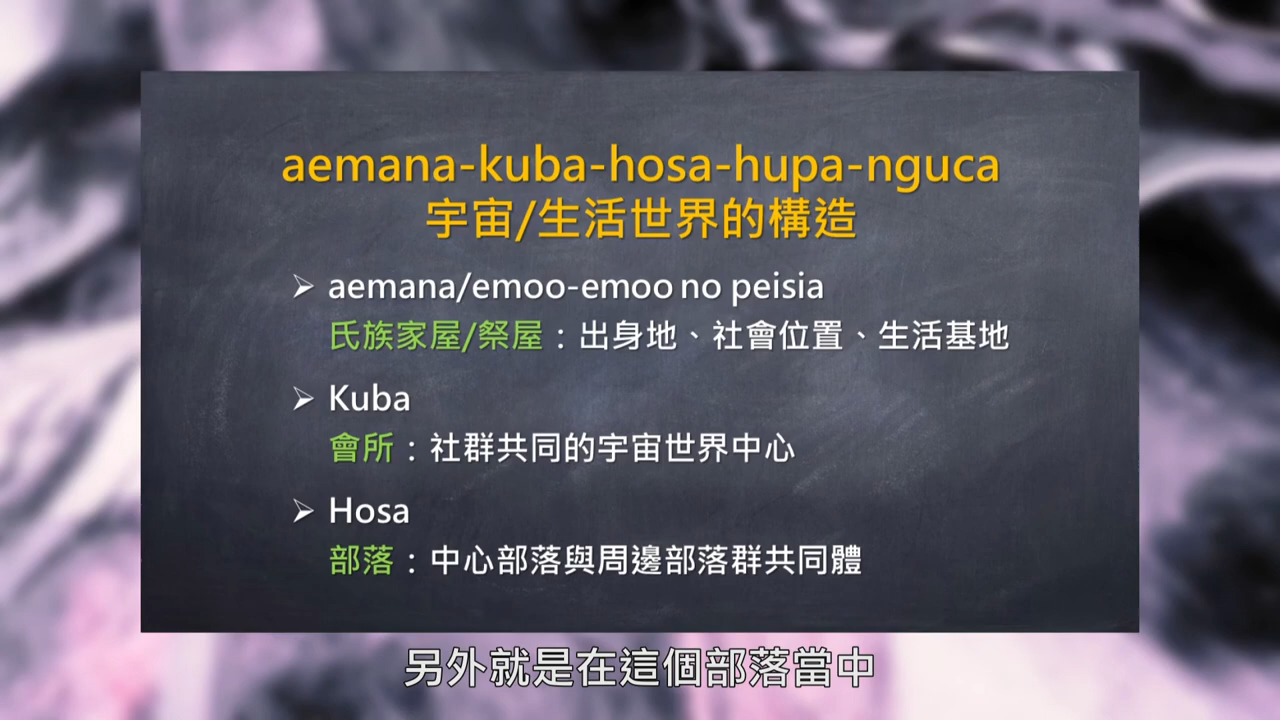 aemana-kuba-hosa-hupa-nguca
宇宙/生活世界的構造
➢ aemana/emoo-emoo no peisia
氏族家屋/祭屋：出身地、社會位置、生活基地
➢ Kuba
會所：社群共同的宇宙世界中心
➢ Hosa
部落：中心部落與周邊部落群共同體
另外就是在這個部落當中